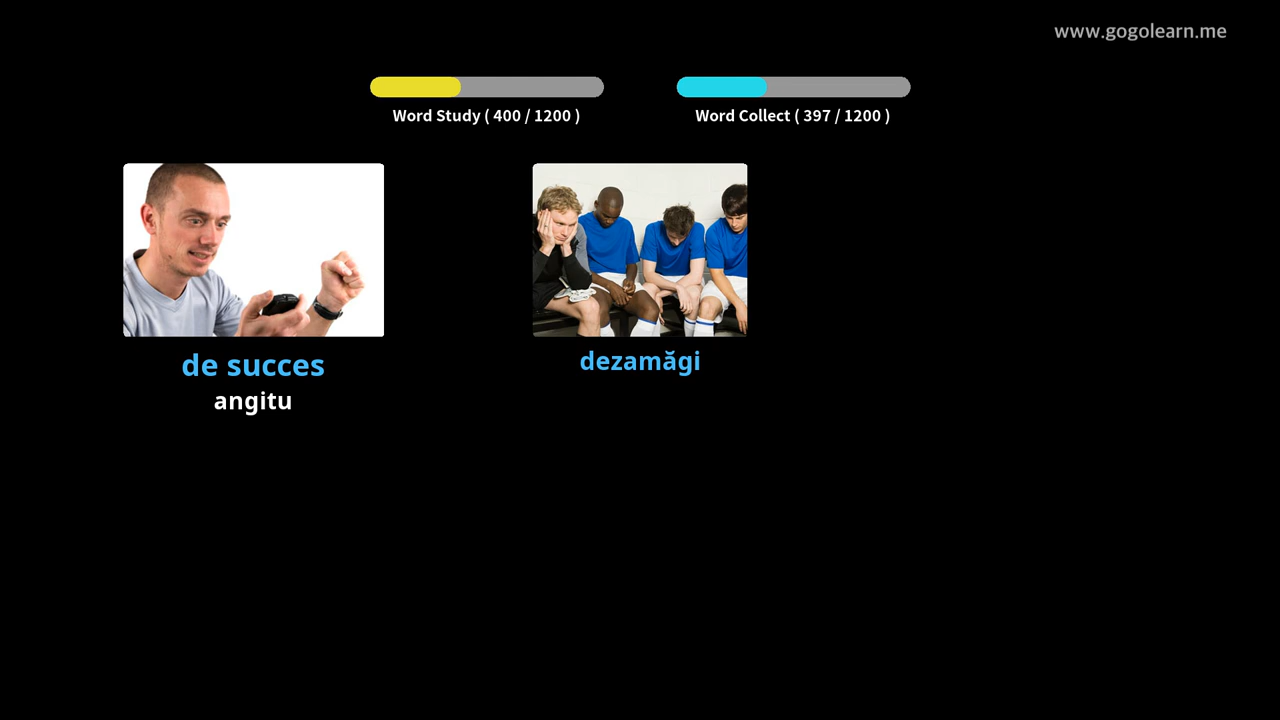 www.gogolearn.me
Word Study ( 400 / 1200 )
Word Collect ( 397 / 1200 )
de succes
angitu
dezamăgi